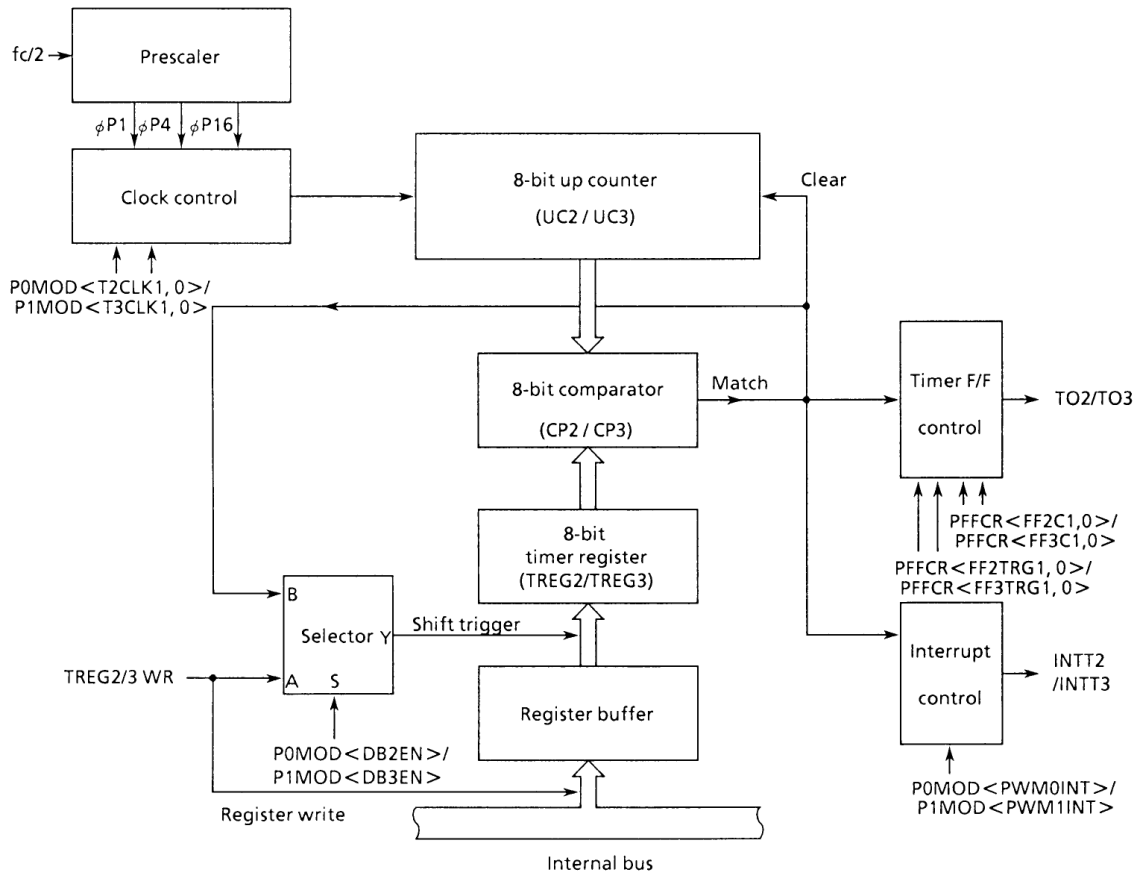 fc/2
Prescaler
φP1 φP4 φP16
Clock control
P0MOD<T2CLK1, 0>/
P1MOD<T3CLK1, 0>
8-bit up counter
(UC2 / UC3)
Clear
8-bit comparator
(CP2 / CP3)
Match
Timer F/F
control
TO2/TO3
PFFCR<FF2C1,0>/
PFFCR<FF3C1,0>
PFFCR<FF2TRG1, 0>/
PFFCR<FF3TRG1, 0>
8-bit
timer register
(TREG2/TREG3)
B
Selector Y
A S
Shift trigger
TREG2/3 WR
P0MOD<DB2EN>/
P1MOD<DB3EN>
Register buffer
Register write
Internal bus
Interrupt
control
INTT2
/INTT3
P0MOD<PWM0INT>/
P1MOD<PWM1INT>